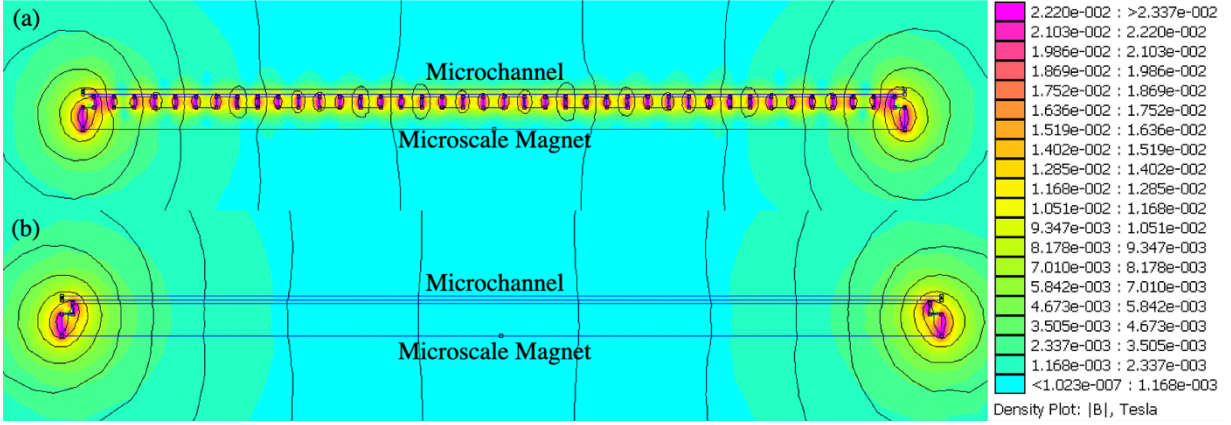 (a)
Microchannel
Microscale Magnet
(b)
Microchannel
Microscale Magnet
2.220e-002 : >2.337e-002
2.103e-002 : 2.220e-002
1.986e-002 : 2.103e-002
1.869e-002 : 1.986e-002
1.752e-002 : 1.869e-002
1.636e-002 : 1.752e-002
1.519e-002 : 1.636e-002
1.402e-002 : 1.519e-002
1.285e-002 : 1.402e-002
1.168e-002 : 1.285e-002
1.051e-002 : 1.168e-002
9.347e-003 : 1.051e-002
8.178e-003 : 9.347e-003
7.010e-003 : 8.178e-003
5.842e-003 : 7.010e-003
4.673e-003 : 5.842e-003
3.505e-003 : 4.673e-003
2.337e-003 : 3.505e-003
1.168e-003 : 2.337e-003
<1.023e-007 : 1.168e-003
Density Plot: |B|, Tesla